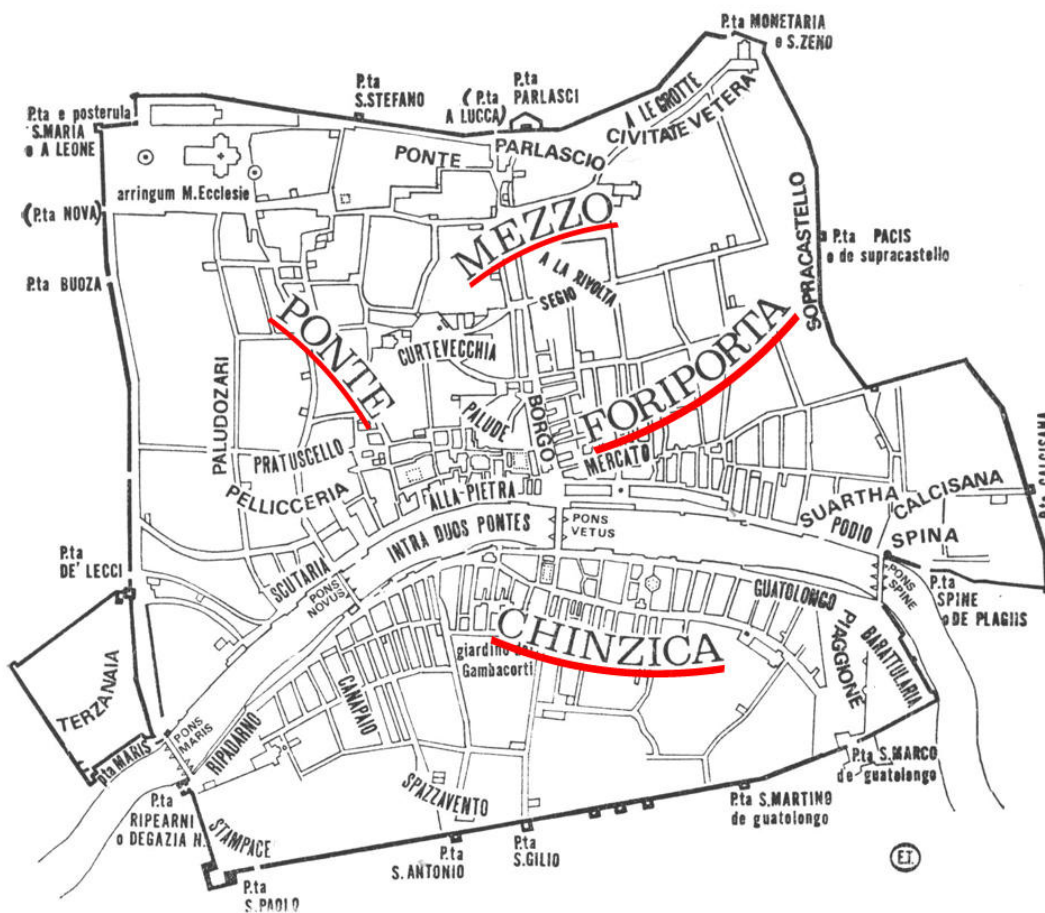 P.ta MONETARIA
e S.ZENO
P.ta e posterula
S.MARIA
e A LEONE
P.ta
S.STEFANO
(P.ta
A LUCCA)
P.ta
PARLASCI
A LE GROTTE
CIVITATE VETERA
PONTE
PARLASCIO
arringum M.Ecclesie
(P.ta NOVA)
MEZZO
SOPRACASTELLO
P.ta PACIS
e de supracastello
P.ta BUOZA
A LA RIVOLTA
SEGIO
PONTE
CURTEVECCHIA
FORIPORTA
PALUDOZARI
PALUDE
BORGO
MERCATO
PRATUSCELLO
PELLICCERIA
ALLA-PIETRA
SUARTHA
CALCISANA
P.ta CALCISANA
INTRA DUOS PONTES
PONS
VETUS
PODIO
SPINA
P.ta
DE' LECCI
SCUTARIA
PONS
NOVUS
GUATOLONGO
PONS
SPINE
P.ta
SPINE
o DE PLAGIIS
CHINZICA
giardino de
Gambacorti
PIAGGIONE
BARATTULARIA
TERZANAIA
CANAPAIO
PONS
MARIS
RIPADARNO
pta MARIS
SPAZZAVENTO
P.ta S.MARCO
de guatolongo
P.ta
RIPEARNI
o DEGAZIA H.
STAMPACE
P.ta S.MARTINO
de guatolongo
P.ta
S.ANTONIO
P.ta
S.GILIO
P.ta
S.PAOLO
E.T.